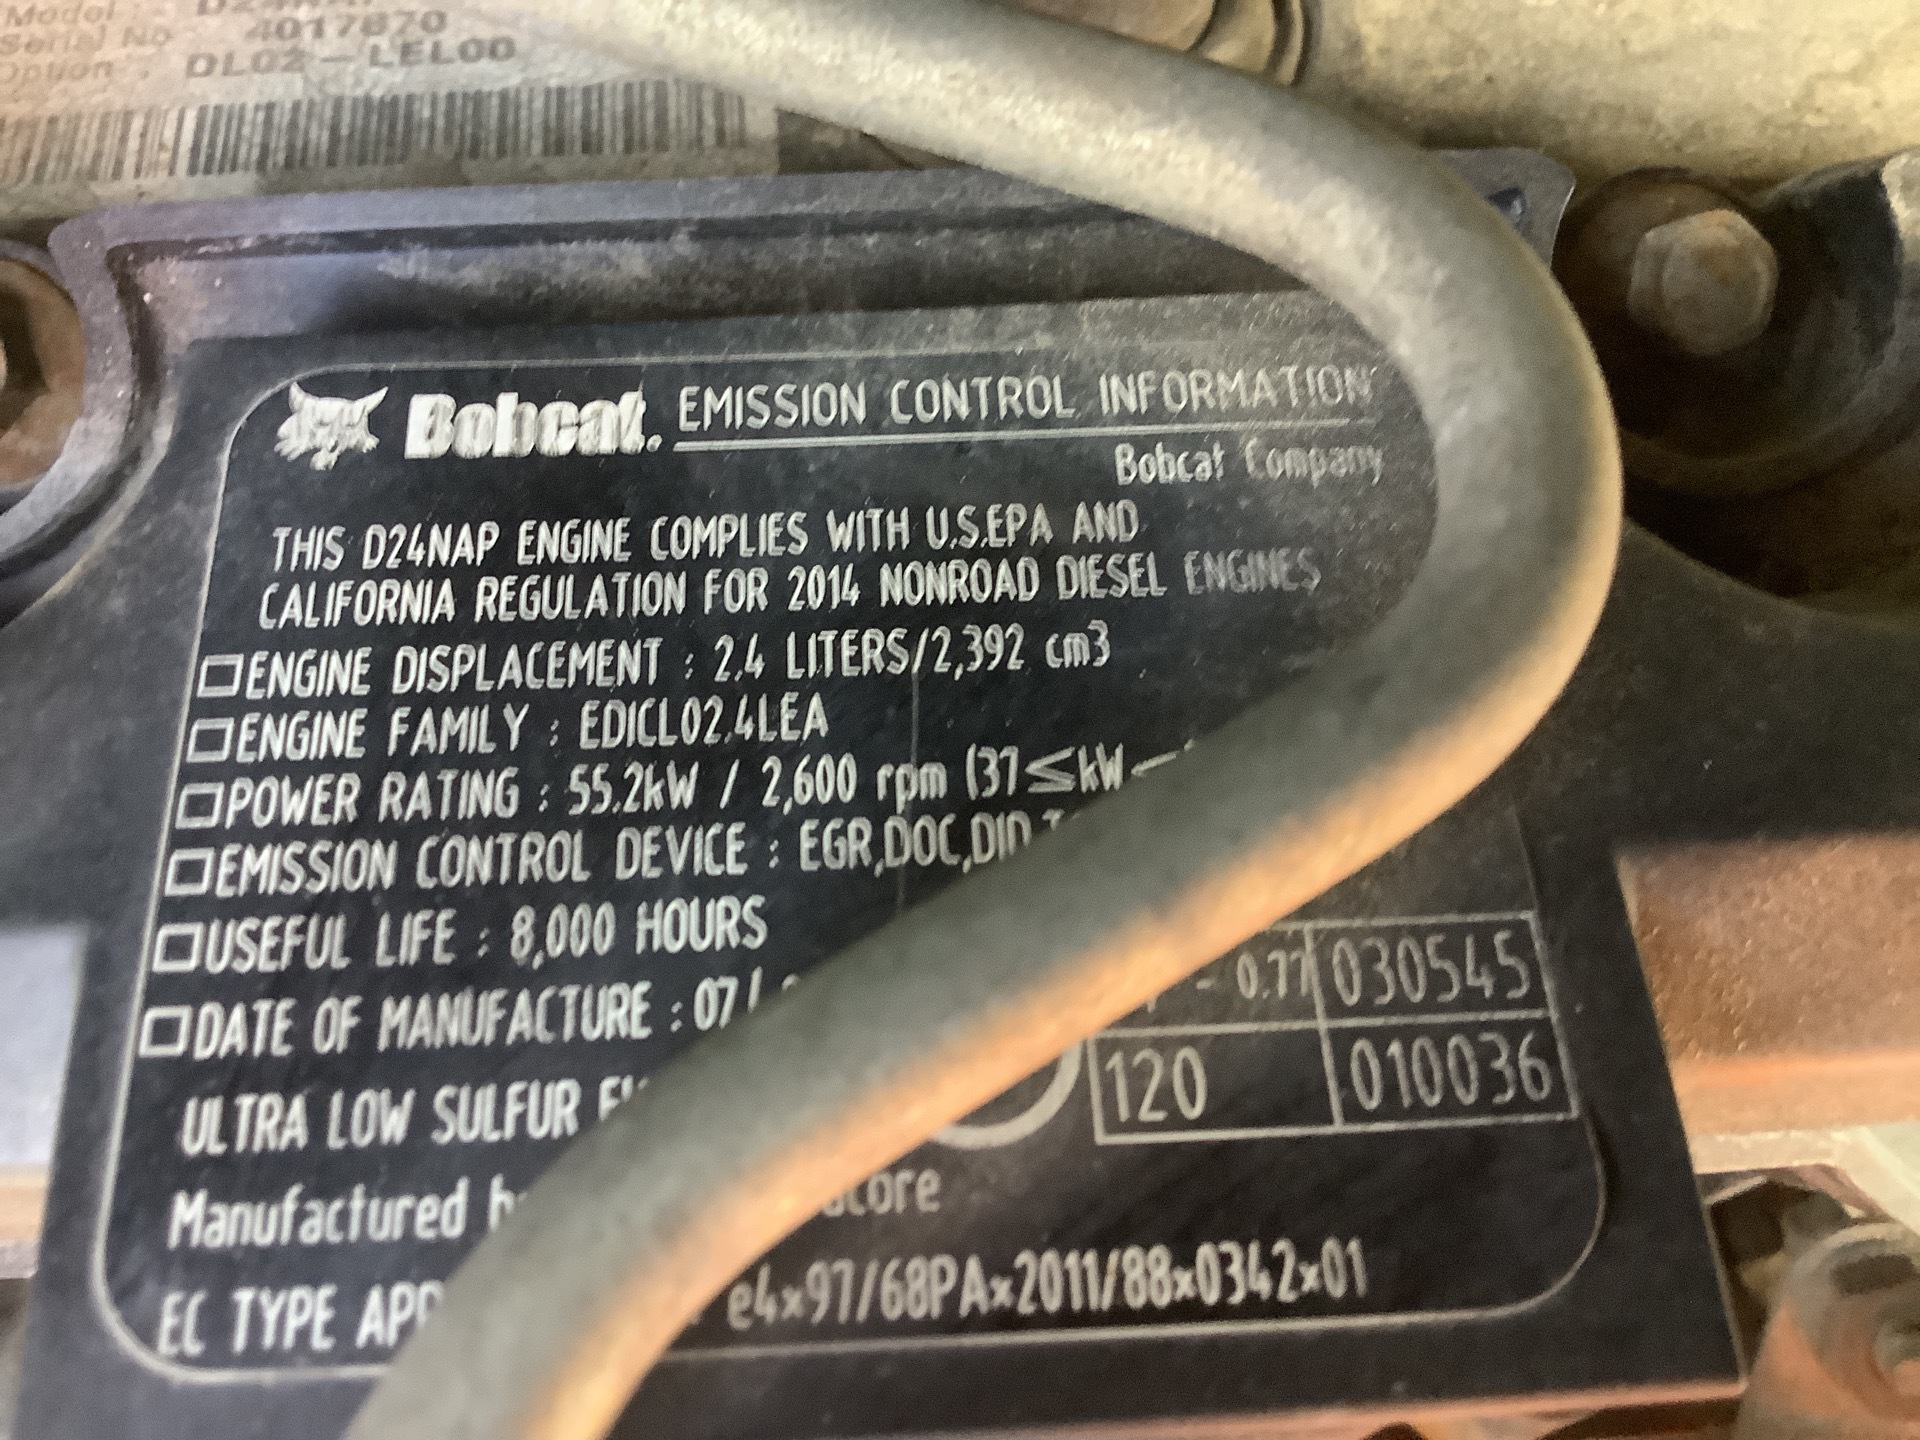 Model
Serial No 4017870
Option : DL02-LEL00
Bobcat. EMISSION CONTROL INFORMATION
Bobcat Company
THIS D24NAP ENGINE COMPLIES WITH U.S.EPA AND
CALIFORNIA REGULATION FOR 2014 NONROAD DIESEL ENGINES
ENGINE DISPLACEMENT : 2.4 LITERS/2,392 cm3
ENGINE FAMILY : EDICL02.4LEA
POWER RATING : 55.2kW / 2,600 rpm (37≤kW
EMISSION CONTROL DEVICE : EGR,DOC,
USEFUL LIFE : 8,000 HOURS
DATE OF MANUFACTURE : 07/
- 0.77 030545
ULTRA LOW SULFUR
120 010036
Manufactured
EC TYPE e4x97/68PAx2011/88x0342x01